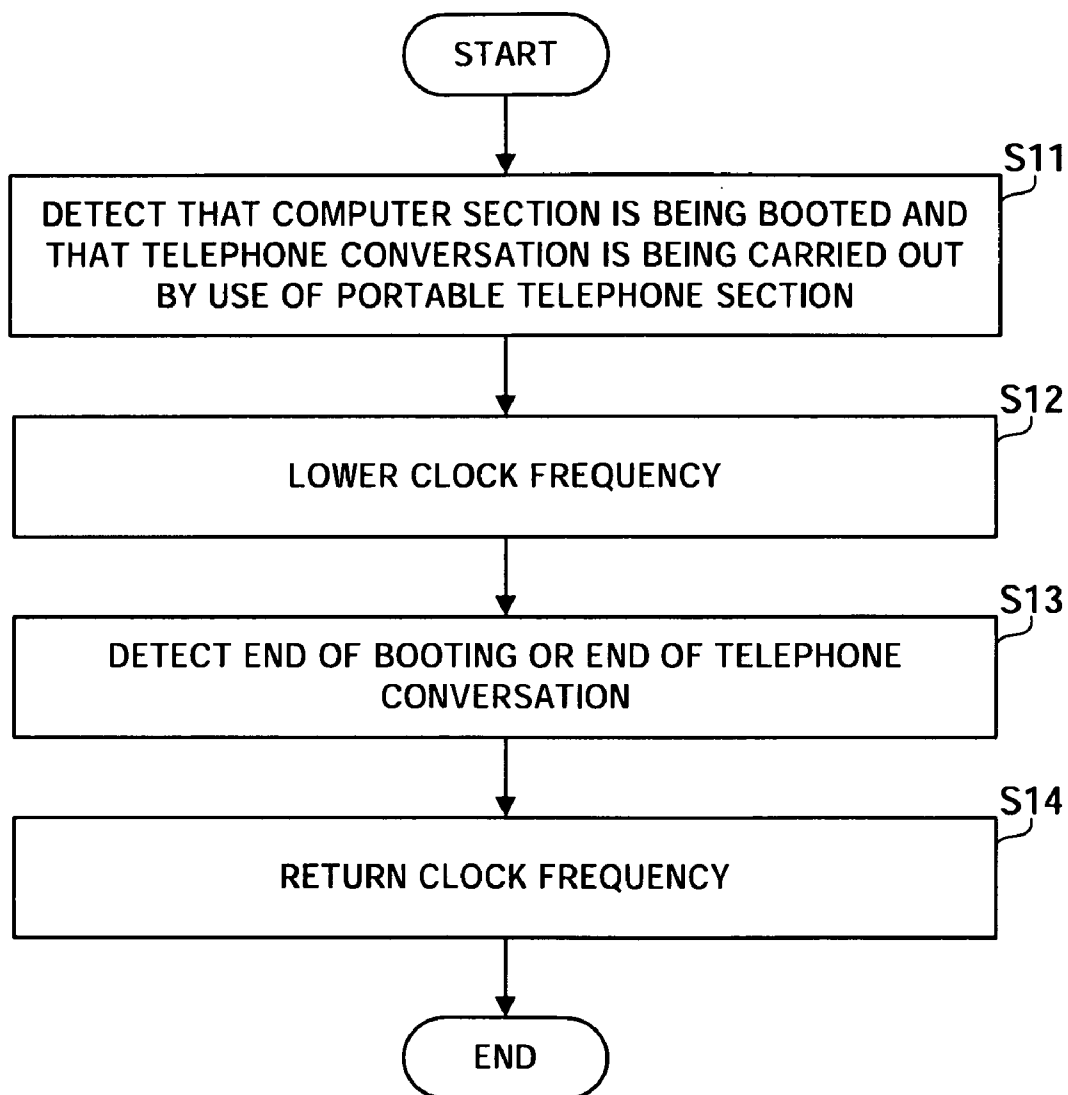 START
S11
DETECT THAT COMPUTER SECTION IS BEING BOOTED AND
THAT TELEPHONE CONVERSATION IS BEING CARRIED OUT
BY USE OF PORTABLE TELEPHONE SECTION
S12
LOWER CLOCK FREQUENCY
S13
DETECT END OF BOOTING OR END OF TELEPHONE
CONVERSATION
S14
RETURN CLOCK FREQUENCY
END